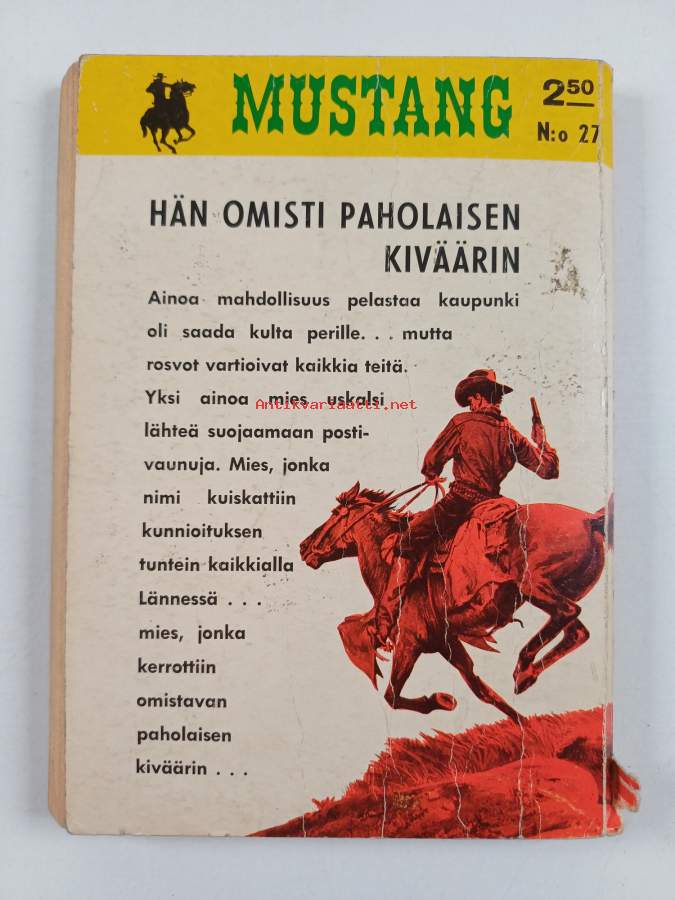 MUSTANG
2 50
N:o 27
HÄN OMISTI PAHOLAISEN
KIVÄÄRIN
Ainoa mahdollisuus pelastaa kaupunki
oli saada kulta perille. . . mutta
rosvot vartioivat kaikkia teitä.
Yksi ainoa mies uskalsi
Antikvariaatti.net
lähteä suojaamaan posti-
vaunuja. Mies, jonka
nimi kuiskattiin
kunnioituksen
tuntein kaikkialla
Lännessä . . .
mies, jonka
kerrottiin
omistavan
paholaisen
kiväärin . . .